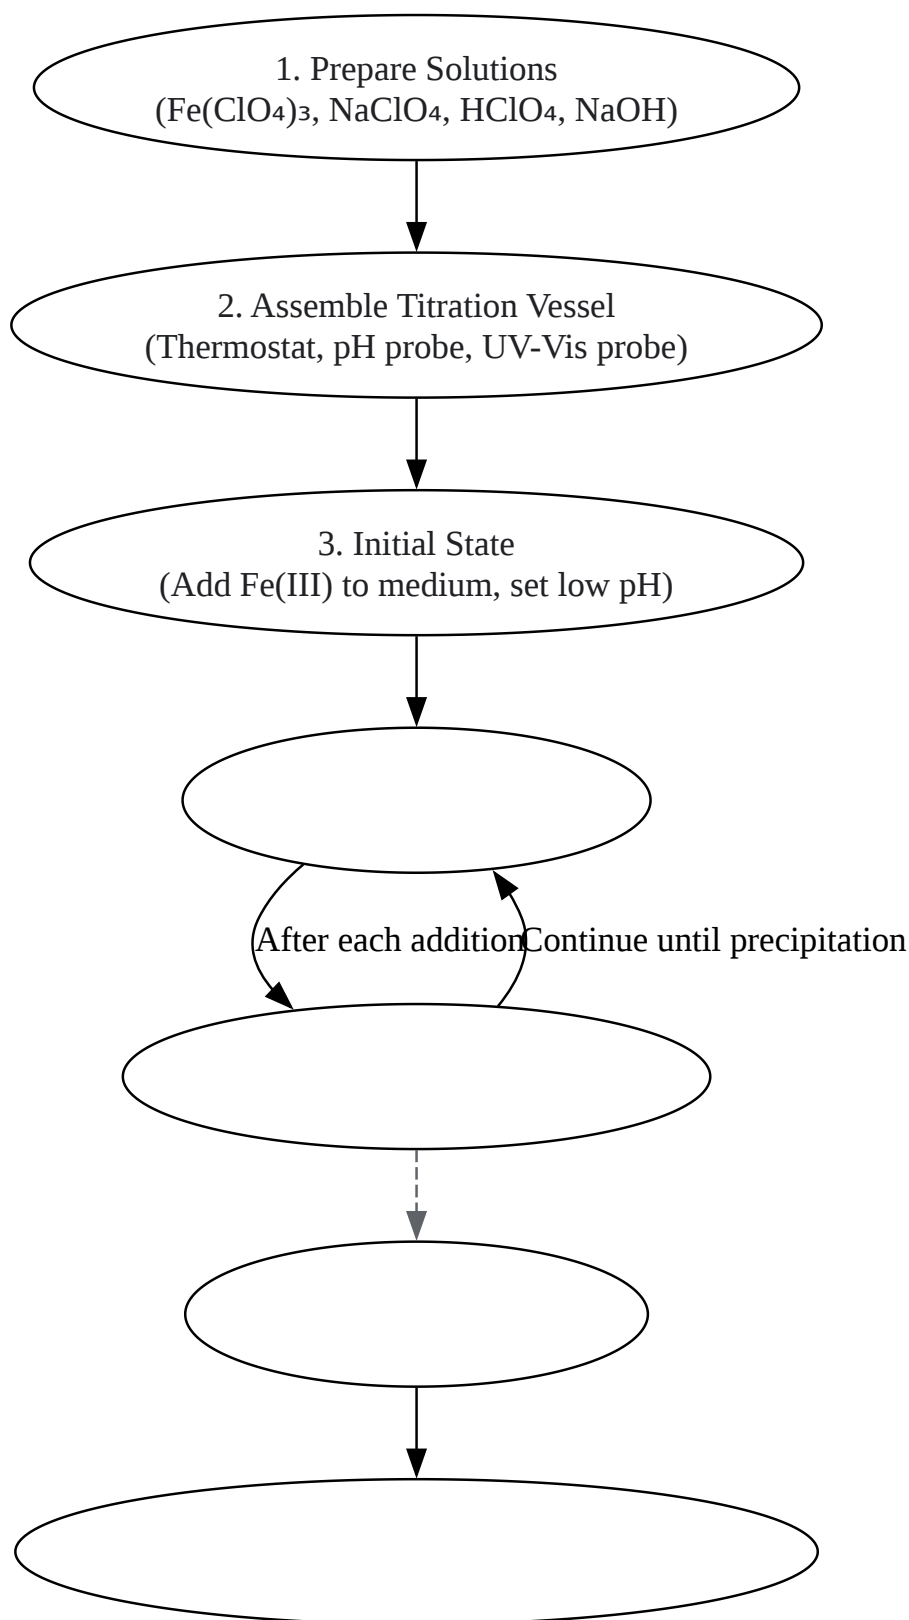 1. Prepare Solutions
(Fe(ClO₄)₃, NaClO₄, HClO₄, NaOH)
2. Assemble Titration Vessel
(Thermostat, pH probe, UV-Vis probe)
3. Initial State
(Add Fe(III) to medium, set low pH)
After each addition
Continue until precipitation